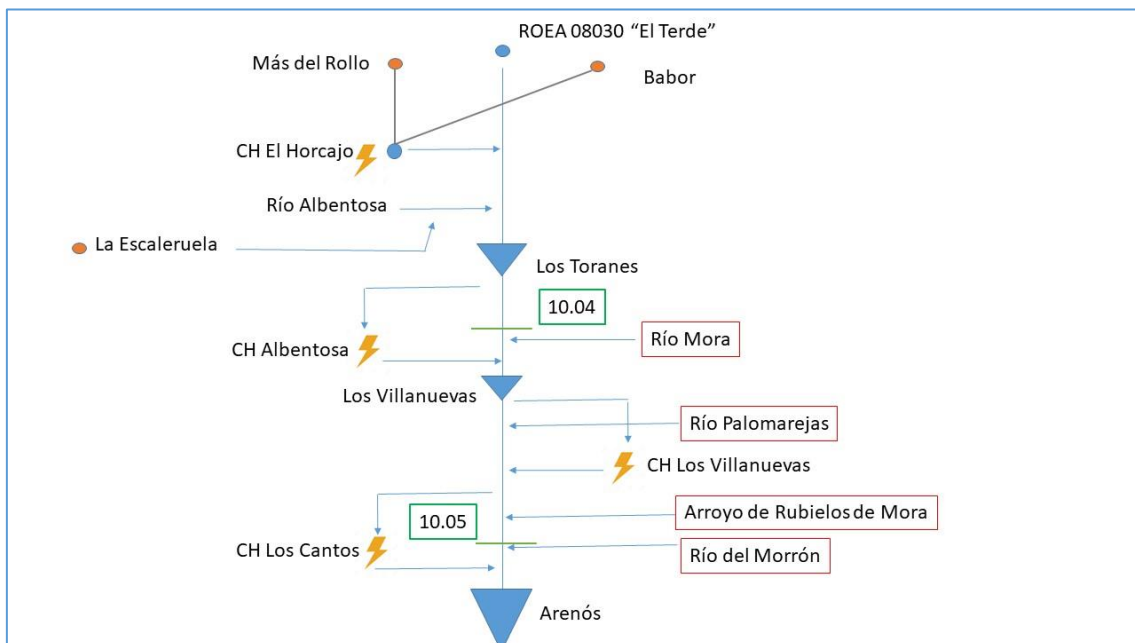 ROEA 08030 “El Terde”
Más del Rollo
Babor
CH El Horcajo
Río Albentosa
La Escaleruela
Los Toranes
10.04
Río Mora
CH Albentosa
Los Villanuevas
Río Palomarejas
CH Los Villanuevas
Arroyo de Rubielos de Mora
10.05
Río del Morrón
CH Los Cantos
Arenós